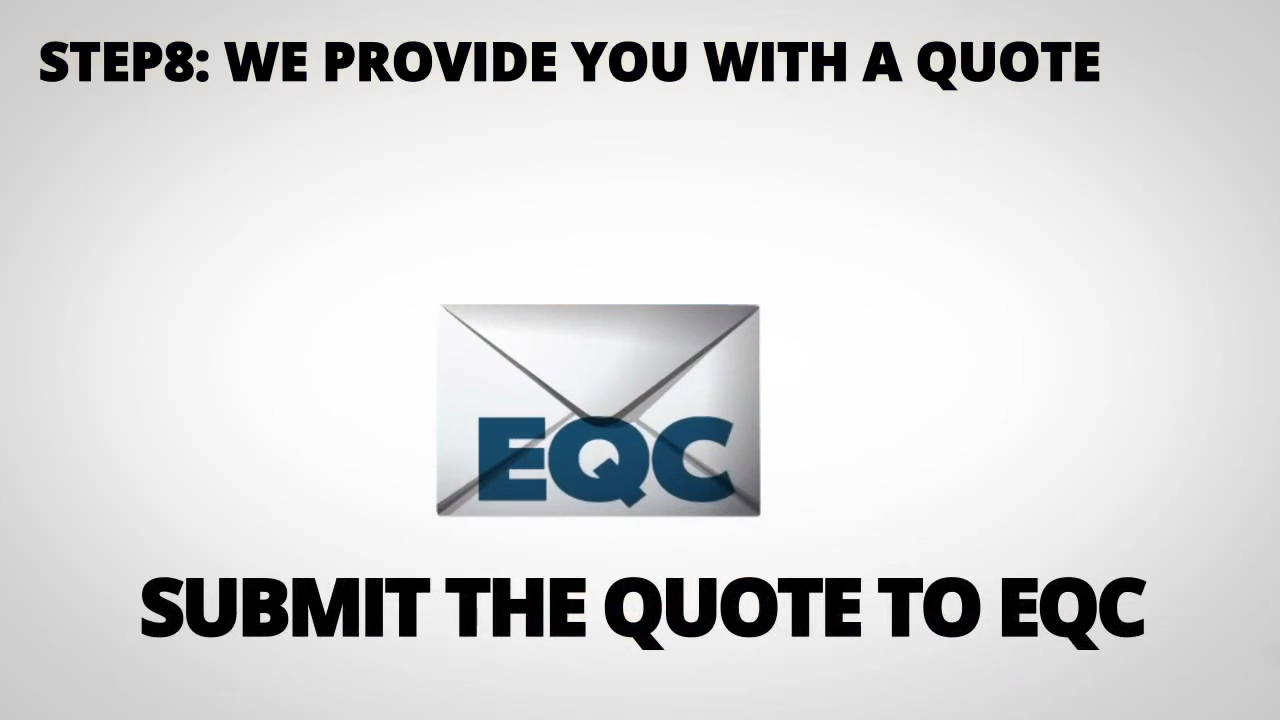 STEP8: WE PROVIDE YOU WITH A QUOTE
EQC
SUBMIT THE QUOTE TO EQC